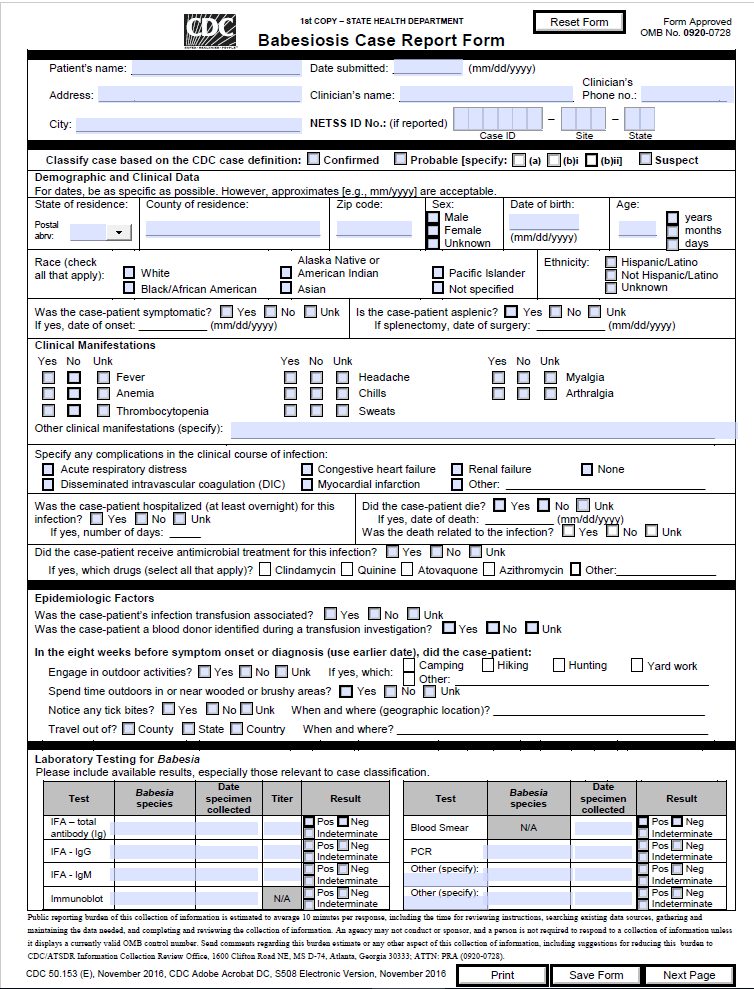 CDC
1st COPY – STATE HEALTH DEPARTMENT
Babesiosis Case Report Form
Reset Form
Form Approved
OMB No. 0920-0728
Patient's name:
Date submitted: (mm/dd/yyyy)
Address:
Clinician's name:
Clinician's
Phone no.:
City:
NETSS ID No.: (if reported) – –
Case ID Site State
Classify case based on the CDC case definition: Confirmed Probable [specify: (a) (b)i (b)ii] Suspect
Demographic and Clinical Data
For dates, be as specific as possible. However, approximates [e.g., mm/yyyy] are acceptable.
State of residence:
Postal
abrv:
County of residence:
Zip code:
Sex:
Male
Female
Unknown
Date of birth:
(mm/dd/yyyy)
Age:
years
months
days
Race (check
all that apply):
White
Black/African American
Alaska Native or
American Indian
Asian
Pacific Islander
Not specified
Ethnicity:
Hispanic/Latino
Not Hispanic/Latino
Unknown
Was the case-patient symptomatic? Yes No Unk
If yes, date of onset: ___________ (mm/dd/yyyy)
Is the case-patient asplenic? Yes No Unk
If splenectomy, date of surgery: ___________ (mm/dd/yyyy)
Clinical Manifestations
Yes No Unk Yes No Unk Yes No Unk
Fever Headache Myalgia
Anemia Chills Arthralgia
Thrombocytopenia Sweats
Other clinical manifestations (specify):
Specify any complications in the clinical course of infection:
Acute respiratory distress Congestive heart failure Renal failure None
Disseminated intravascular coagulation (DIC) Myocardial infarction Other: ___________
Was the case-patient hospitalized (at least overnight) for this
infection? Yes No Unk
If yes, number of days: _____
Did the case-patient die? Yes No Unk
If yes, date of death: ___________ (mm/dd/yyyy)
Was the death related to the infection? Yes No Unk
Did the case-patient receive antimicrobial treatment for this infection? Yes No Unk
If yes, which drugs (select all that apply)? Clindamycin Quinine Atovaquone Azithromycin Other:___________
Epidemiologic Factors
Was the case-patient's infection transfusion associated? Yes No Unk
Was the case-patient a blood donor identified during a transfusion investigation? Yes No Unk
In the eight weeks before symptom onset or diagnosis (use earlier date), did the case-patient:
Engage in outdoor activities? Yes No Unk If yes, which: Camping Hiking Hunting Yard work
Other: ___________
Spend time outdoors in or near wooded or brushy areas? Yes No Unk
Notice any tick bites? Yes No Unk When and where (geographic location)? ___________
Travel out of? County State Country When and where? ___________
Laboratory Testing for Babesia
Please include available results, especially those relevant to case classification.
Test Babesia species Date specimen collected Titer Result
IFA – total antibody (Ig) Pos Neg Indeterminate
IFA - IgG Pos Neg Indeterminate
IFA - IgM Pos Neg Indeterminate
Immunoblot N/A Pos Neg Indeterminate
Test Babesia species Date specimen collected Result
Blood Smear N/A Pos Neg Indeterminate
PCR Pos Neg Indeterminate
Other (specify): Pos Neg Indeterminate
Other (specify): Pos Neg Indeterminate
Public reporting burden of this collection of information is estimated to average 10 minutes per response, including the time for reviewing instructions, searching existing data sources, gathering and
maintaining the data needed, and completing and reviewing the collection of information. An agency may not conduct or sponsor, and a person is not required to respond to a collection of information unless
it displays a currently valid OMB control number. Send comments regarding this burden estimate or any other aspect of this collection of information, including suggestions for reducing this burden to
CDC/ATSDR Information Collection Review Office, 1600 Clifton Road NE, MS D-74, Atlanta, Georgia 30333; ATTN: PRA (0920-0728).
CDC 50.153 (E), November 2016, CDC Adobe Acrobat DC, S508 Electronic Version, November 2016
Print Save Form Next Page